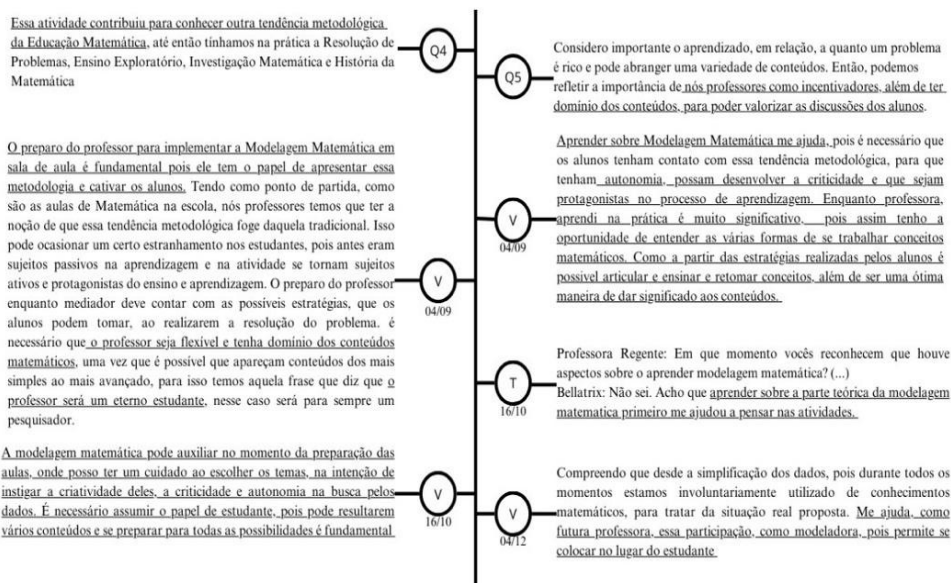 Essa atividade contribuiu para conhecer outra tendência metodológica
da Educação Matemática, até então tínhamos na prática a Resolução de
Problemas, Ensino Exploratório, Investigação Matemática e História da
Matemática
Q4
Q5
Considero importante o aprendizado, em relação, a quanto um problema
é rico e pode abranger uma variedade de conteúdos. Então, podemos
refletir a importância de nós professores como incentivadores, além de ter
domínio dos conteúdos, para poder valorizar as discussões dos alunos.
O preparo do professor para implementar a Modelagem Matemática em
sala de aula é fundamental pois ele tem o papel de apresentar essa
metodologia e cativar os alunos. Tendo como ponto de partida, como
são as aulas de Matemática na escola, nós professores temos que ter a
noção de que essa tendência metodológica foge daquela tradicional. Isso
pode ocasionar um certo estranhamento nos estudantes, pois antes eram
sujeitos passivos na aprendizagem e na atividade se tornam sujeitos
ativos e protagonistas do ensino e aprendizagem. O preparo do professor
enquanto mediador deve contar com as possíveis estratégias, que os
alunos podem tomar, ao realizarem a resolução do problema. é
necessário que o professor seja flexível e tenha domínio dos conteúdos
matemáticos, uma vez que é possível que apareçam conteúdos dos mais
simples ao mais avançado, para isso temos aquela frase que diz que o
professor será um eterno estudante, nesse caso será para sempre um
pesquisador.
V
04/09
Aprender sobre Modelagem Matemática me ajuda, pois é necessário que
os alunos tenham contato com essa tendência metodológica, para que
tenham autonomia, possam desenvolver a criticidade e que sejam
protagonistas no processo de aprendizagem. Enquanto professora,
aprendi na prática é muito significativo, pois assim tenho a
oportunidade de entender as várias formas de se trabalhar conceitos
matemáticos. Como a partir das estratégias realizadas pelos alunos é
possivel articular e ensinar e retomar conceitos, além de ser uma ótima
maneira de dar significado aos conteúdos.
V
04/09
Professora Regente: Em que momento vocês reconhecem que houve
aspectos sobre o aprender modelagem matemática? (...)
Bellatrix: Não sei. Acho que aprender sobre a parte teórica da modelagem
matematica primeiro me ajudou a pensar nas atividades.
T
16/10
A modelagem matemática pode auxiliar no momento da preparação das
aulas, onde posso ter um cuidado ao escolher os temas, na intenção de
instigar a criatividade deles, a criticidade e autonomia na busca pelos
dados. É necessário assumir o papel de estudante, pois pode resultarem
vários conteúdos e se preparar para todas as possibilidades é fundamental
V
16/10
Compreendo que desde a simplificação dos dados, pois durante todos os
momentos estamos involuntariamente utilizado de conhecimentos
matemáticos, para tratar da situação real proposta. Me ajuda, como
futura professora, essa participação, como modeladora, pois permite se
colocar no lugar do estudante
V
04/12